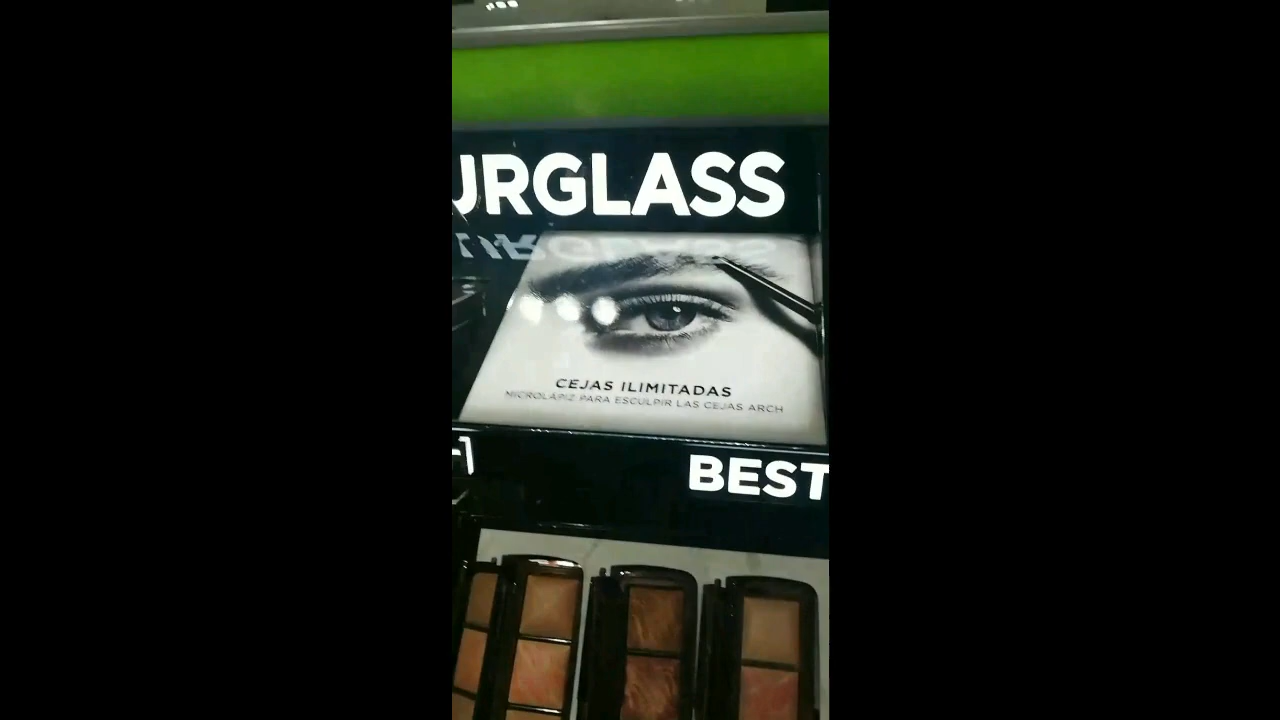 URGLASS
CEJAS ILIMITADAS
MICROLÁPIZ PARA ESCULPIR LAS CEJAS ARCH
BEST